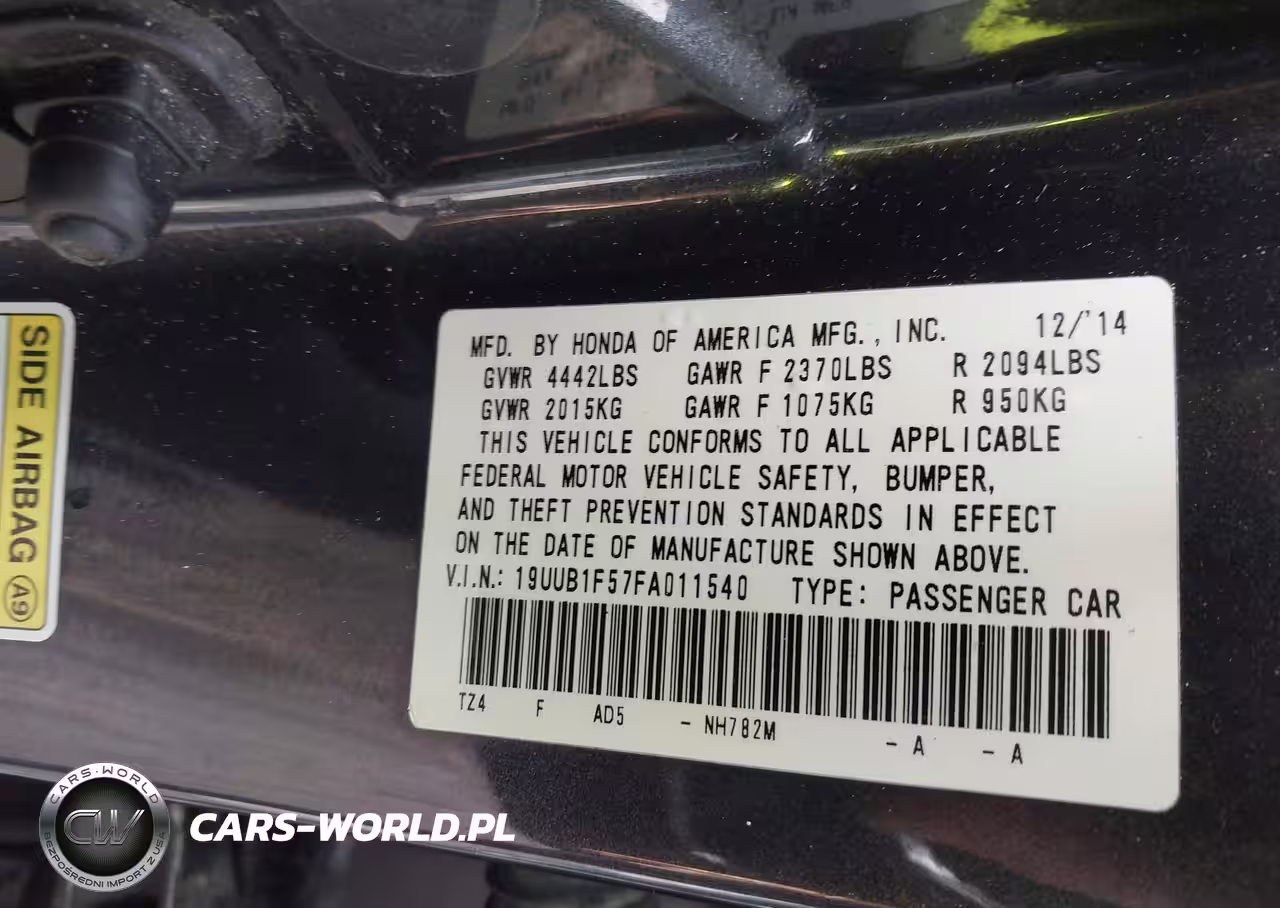 MFD. BY HONDA OF AMERICA MFG., INC. 12/'14
GVWR 4442LBS GAWR F 2370LBS R 2094LBS
GVWR 2015KG GAWR F 1075KG R 950KG
THIS VEHICLE CONFORMS TO ALL APPLICABLE
FEDERAL MOTOR VEHICLE SAFETY, BUMPER,
AND THEFT PREVENTION STANDARDS IN EFFECT
ON THE DATE OF MANUFACTURE SHOWN ABOVE.
V.I.N.: 19UUB1F57FA011540 TYPE: PASSENGER CAR
TZ4 F AD5 - NH782M - A - A
SIDE AIRBAG A9
CARS-WORLD
CW
BEZPOŚREDNI IMPORT Z USA
CARS-WORLD.PL